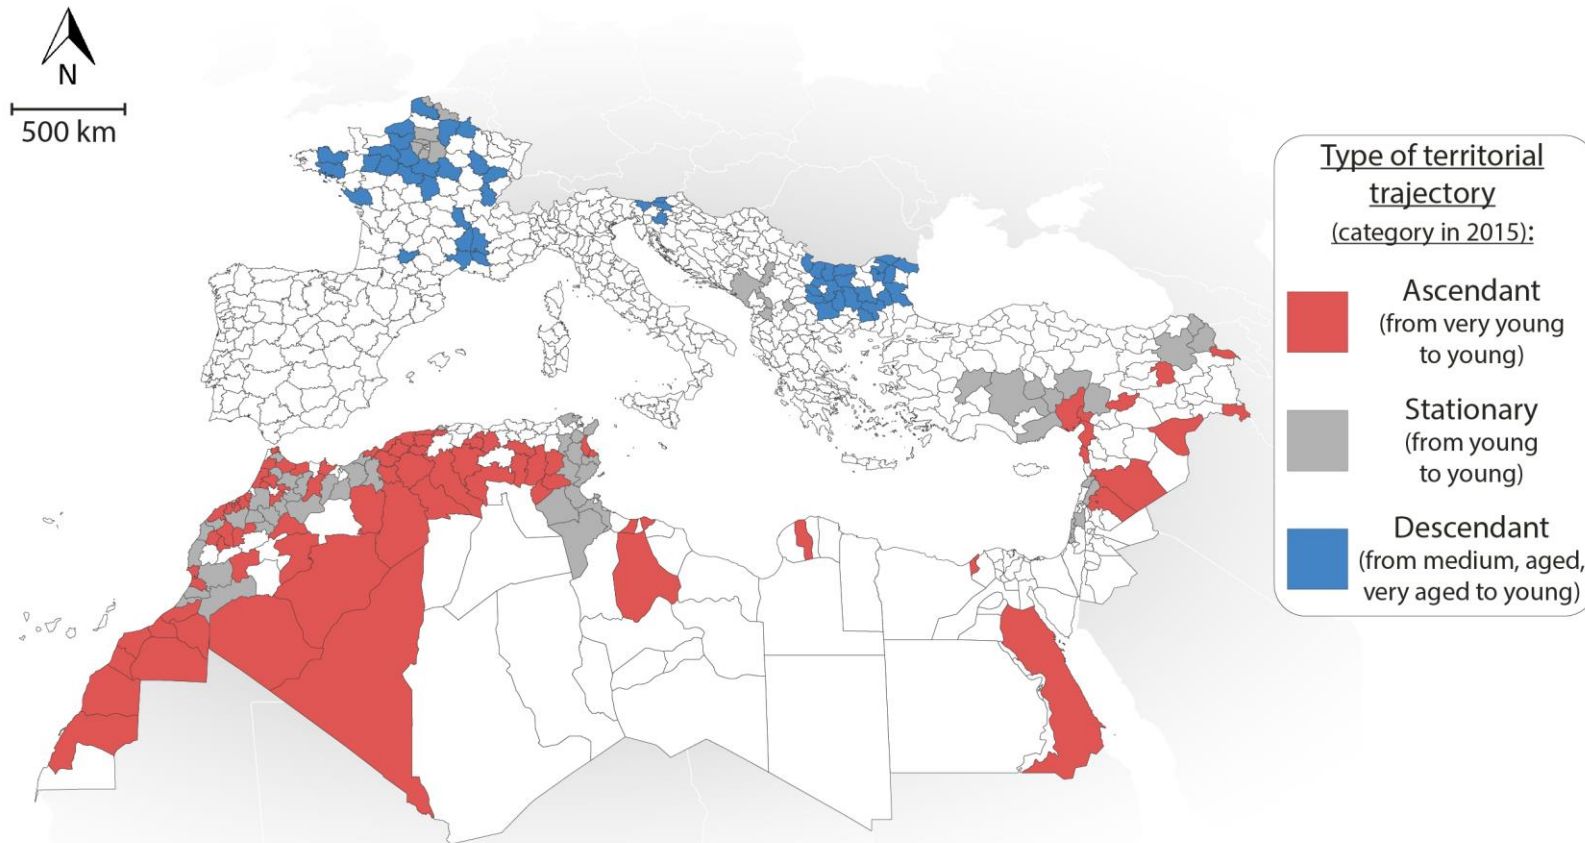 N
500 km
Type of territorial
trajectory
(category in 2015):
Ascendant
(from very young
to young)
Stationary
(from young
to young)
Descendant
(from medium, aged,
very aged to young)